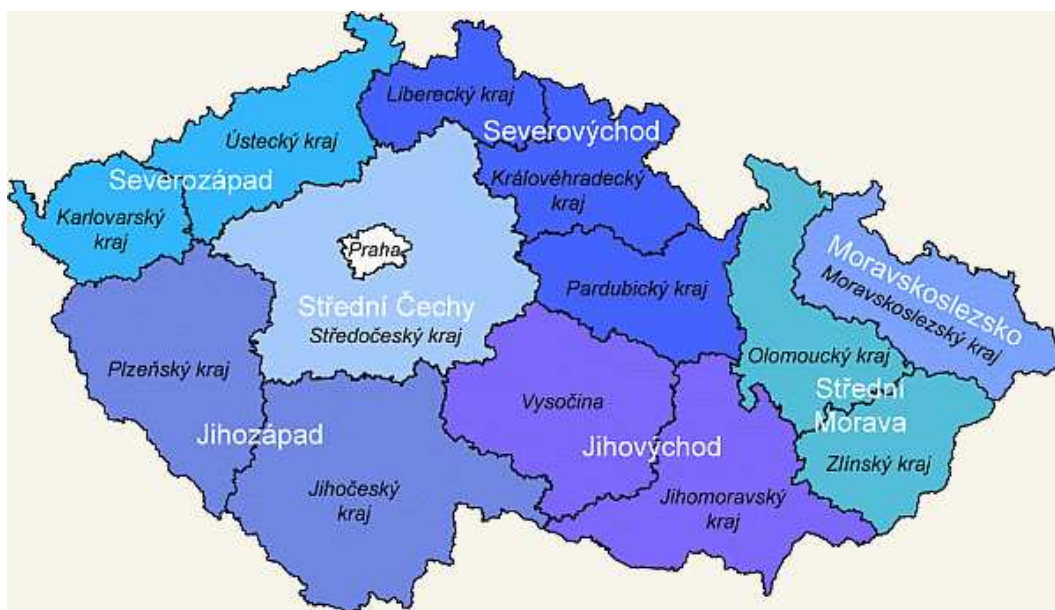 Liberecký kraj
Severovýchod
Ústecký kraj
Severozápad
Královéhradecký
kraj
Karlovarský
kraj
Praha
Moravskoslezsko
Moravskoslezský kraj
Pardubický kraj
Střední Čechy
Středočeský kraj
Olomoucký kraj
Plzeňský kraj
Vysočina
Střední
Morava
Jihozápad
Jihovýchod
Zlínský kraj
Jihočeský
kraj
Jihomoravský
kraj